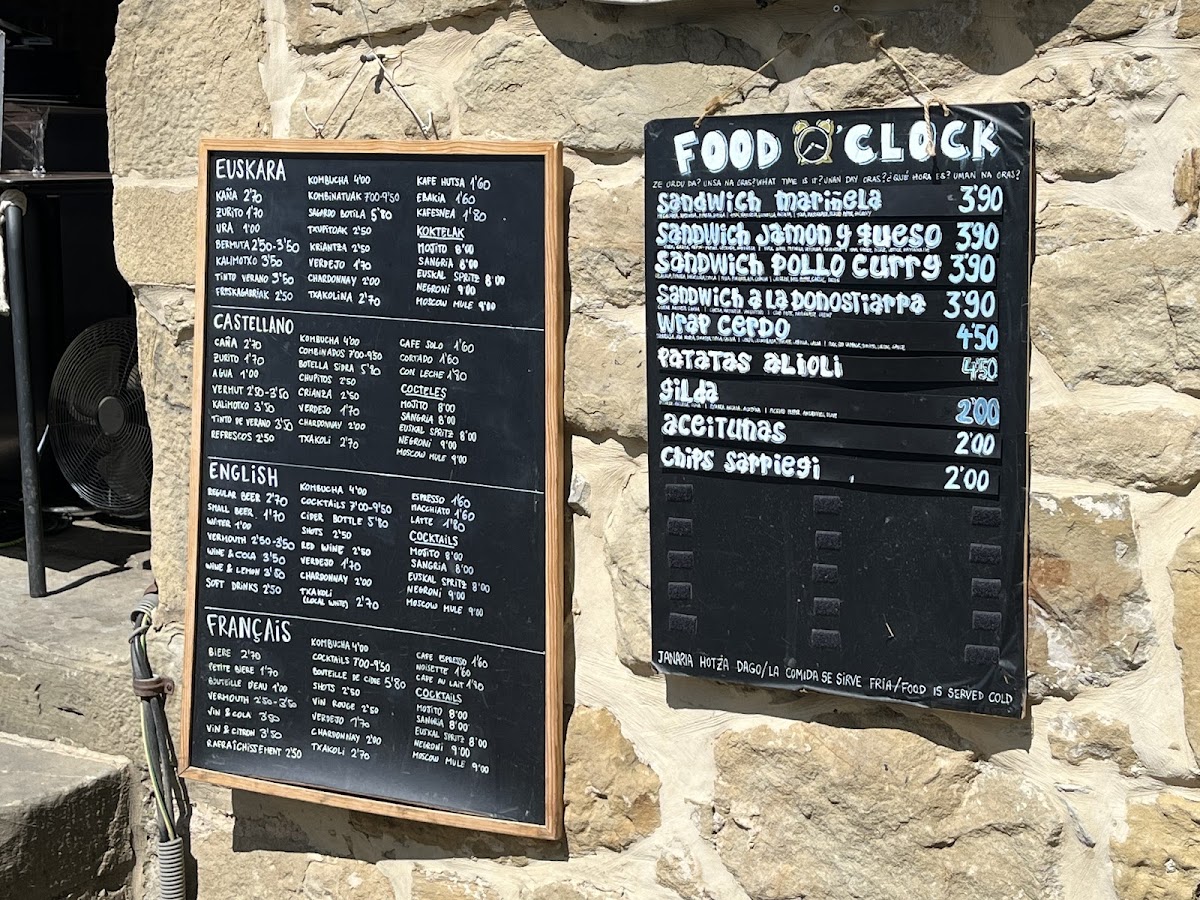 EUSKARA
KAÑA 2'70
ZURITO 1'70
URA 1'00
BERMUTA 2'50-3'50
KALIMOTXO 3'50
TINTO VERANO 3'50
FRESKAGARRIAK 2'50
KOMBUCHA 4'00
KOMBINATUAK 7'00-9'50
SAGARDO BOTILA 5'80
TXUPITOAK 2'50
KRIANTZA 2'50
VERDEJO 1'70
CHARDONNAY 2'00
TXAKOLINA 2'70
KAFE HUTSA 1'60
EBAKIA 1'60
KAFESNEA 1'80
KOKTELAK
MOJITO 8'00
SANGRIA 8'00
EUSKAL SPRITZ 8'00
NEGRONI 9'00
MOSCOW MULE 9'00
CASTELLANO
CAÑA 2'70
ZURITO 1'70
AGUA 1'00
VERMUT 2'50-3'50
KALIMOTXO 3'50
TINTO DE VERANO 3'50
REFRESCOS 2'50
KOMBUCHA 4'00
COMBINADOS 7'00-9'50
BOTELLA SIDRA 5'80
CHUPITOS 2'50
CRIANZA 2'50
VERDEJO 1'70
CHARDONNAY 2'00
TXAKOLI 2'70
CAFE SOLO 1'60
CORTADO 1'60
CON LECHE 1'80
COCTELES
MOJITO 8'00
SANGRIA 8'00
EUSKAL SPRITZ 8'00
NEGRONI 9'00
MOSCOW MULE 9'00
ENGLISH
REGULAR BEER 2'70
SMALL BEER 1'70
WATER 1'00
VERMOUTH 2'50-3'50
WINE & COLA 3'50
WINE & LEMON 3'50
SOFT DRINKS 2'50
KOMBUCHA 4'00
COCKTAILS 7'00-9'50
CIDER BOTTLE 5'80
SHOTS 2'50
RED WINE 2'50
VERDEJO 1'70
CHARDONNAY 2'00
TXAKOLI
(LOCAL WHITE) 2'70
ESPRESSO 1'60
MACCHIATO 1'60
LATTE 1'80
COCKTAILS
MOJITO 8'00
SANGRIA 8'00
EUSKAL SPRITZ 8'00
NEGRONI 9'00
MOSCOW MULE 9'00
FRANÇAIS
BIERE 2'70
PETITE BIERE 1'70
BOUTEILLE D'EAU 1'00
VERMOUTH 2'50-3'50
VIN & COLA 3'50
VIN & CITRON 3'50
RAFRAÎCHISSEMENT 2'50
KOMBUCHA 4'00
COCKTAILS 7'00-9'50
BOUTEILLE DE CIDRE 5'80
SHOTS 2'50
VIN ROUGE 2'50
VERDEJO 1'70
CHARDONNAY 2'00
TXAKOLI 2'70
CAFE ESPRESSO 1'60
NOISETTE 1'60
CAFE AU LAIT 1'80
COCKTAILS
MOJITO 8'00
SANGRIA 8'00
EUSKAL SPRITZ 8'00
NEGRONI 9'00
MOSCOW MULE 9'00
FOOD O'CLOCK
ZE ORDU DA? UNSA NA ORAS? WHAT TIME IS IT? UNAN DRY ORAS? ¿QUÉ HORA ES? UMAN NA ORAS?
SANDWICH MARIÑELA 3'90
SANDWICH JAMON Y QUESO 3'90
SANDWICH POLLO CURRY 3'90
SANDWICH A LA DONOSTIARRA 3'90
WRAP CERDO 4'50
PATATAS ALIOLI 4'50
GILDA 2'00
ACEITUNAS 2'00
CHIPS SARRIEGI 2'00
JANARIA HOTZA DAGO/LA COMIDA SE SIRVE FRIA/FOOD IS SERVED COLD